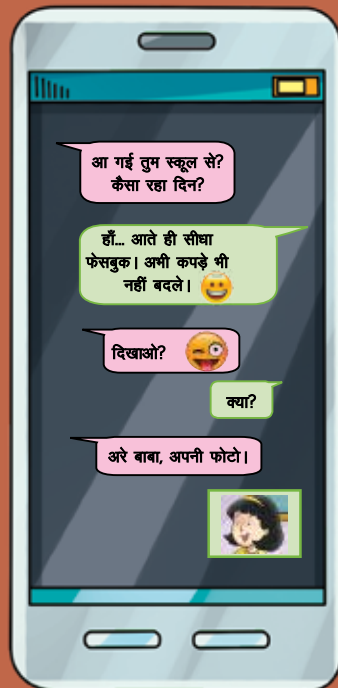 आ गई तुम स्कूल से?
कैसा रहा दिन?
हाँ... आते ही सीधा
फेसबुक। अभी कपड़े भी
नहीं बदले।
दिखाओ?
क्या?
अरे बाबा, अपनी फोटो।